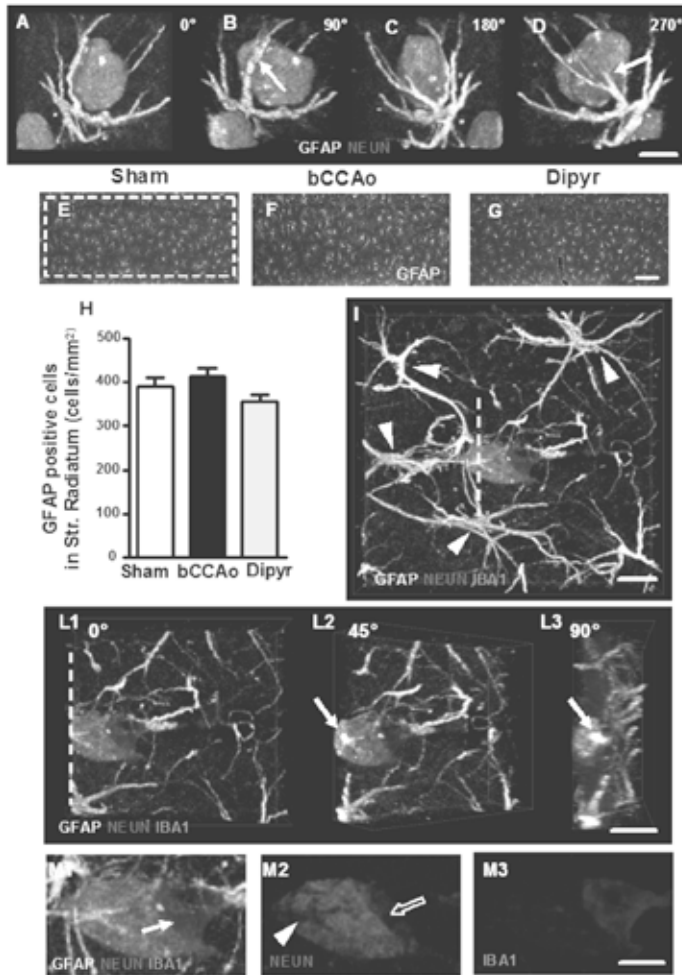 A 0° B 90° C 180° D 270°
GFAP NEUN
Sham bCCAo Dipyr
E F G
GFAP
H
GFAP positive cells
in Str. Radiatum (cells/mm²)
500
400
300
200
100
0
Sham bCCAo Dipyr
I
GFAP NEUN IBA1
L1 0° L2 45° L3 90°
GFAP NEUN IBA1
M1 M2 M3
GFAP NEUN IBA1 NEUN IBA1